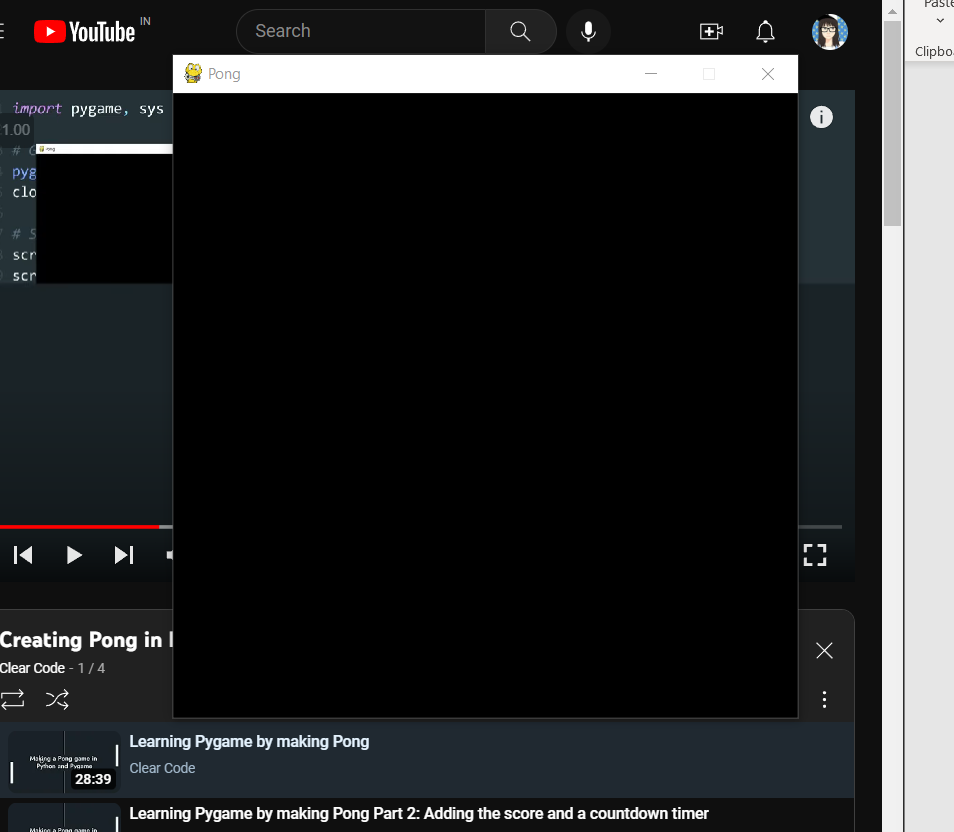 YouTube IN
Search
Paste
Clipbo
Pong
import pygame, sys
1.00
# G
Pong
pyg
clo
# S
scr
scr
Creating Pong in
Clear Code - 1 / 4
Learning Pygame by making Pong
Making a Pong game in
Python and Pygame
28:39
Clear Code
Learning Pygame by making Pong Part 2: Adding the score and a countdown timer
Making a Pong game in